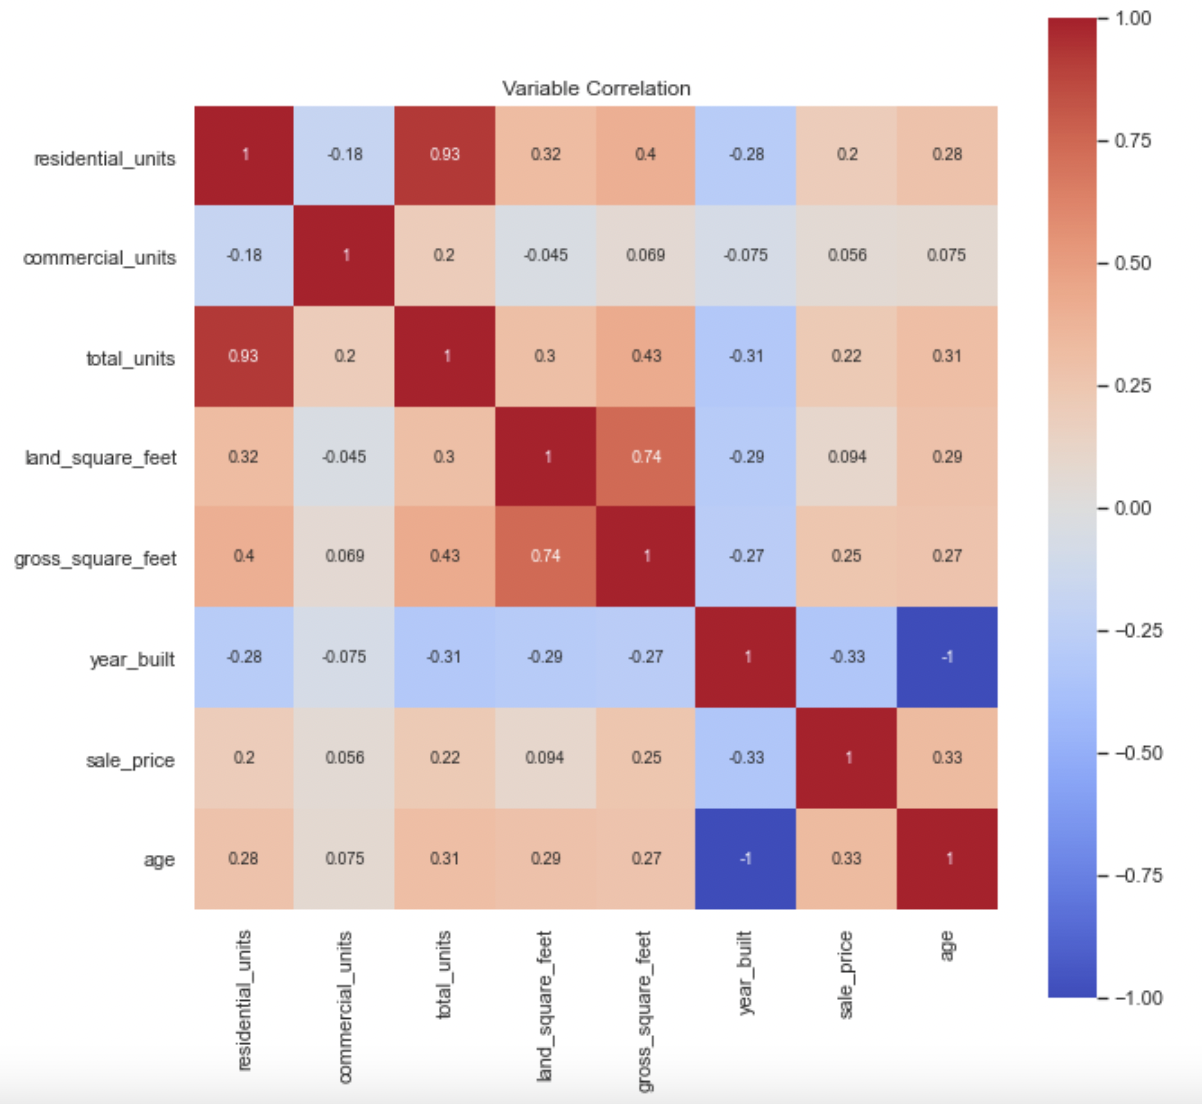 Variable Correlation
residential_units 1 -0.18 0.93 0.32 0.4 -0.28 0.2 0.28
commercial_units -0.18 1 0.2 -0.045 0.069 -0.075 0.056 0.075
total_units 0.93 0.2 1 0.3 0.43 -0.31 0.22 0.31
land_square_feet 0.32 -0.045 0.3 1 0.74 -0.29 0.094 0.29
gross_square_feet 0.4 0.069 0.43 0.74 1 -0.27 0.25 0.27
year_built -0.28 -0.075 -0.31 -0.29 -0.27 1 -0.33 -1
sale_price 0.2 0.056 0.22 0.094 0.25 -0.33 1 0.33
age 0.28 0.075 0.31 0.29 0.27 -1 0.33 1
residential_units
commercial_units
total_units
land_square_feet
gross_square_feet
year_built
sale_price
age
1.00
0.75
0.50
0.25
0.00
−0.25
−0.50
−0.75
−1.00